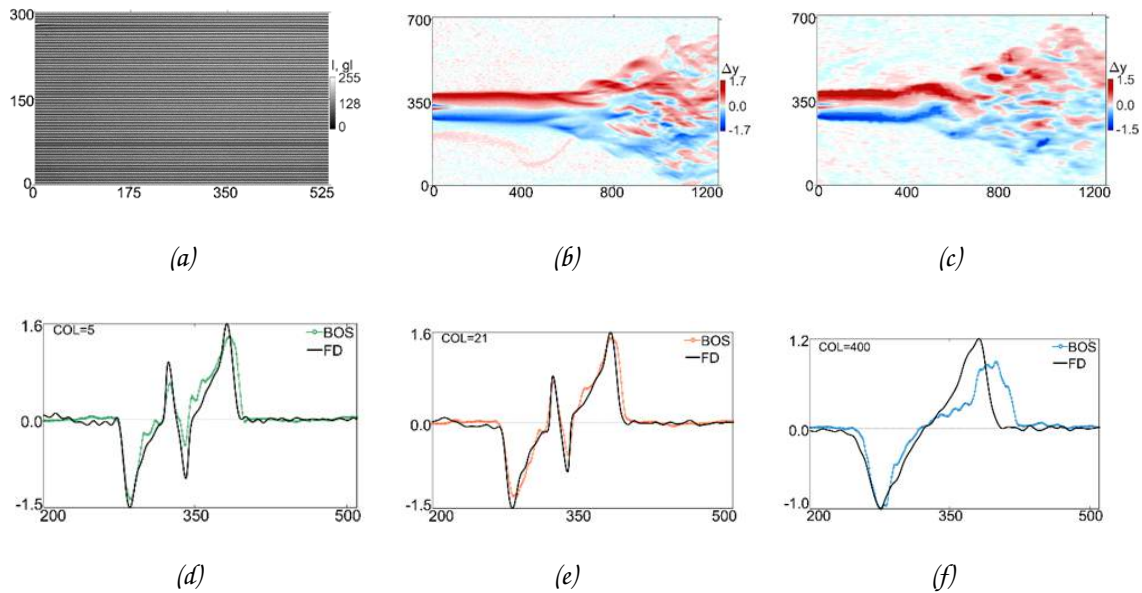 300
150
0
0 175 350 525
I, gl
255
128
0
(a)
700
350
0
0 400 800 1200
Δy
1.7
0.0
-1.7
(b)
700
350
0
0 400 800 1200
Δy
1.5
0.0
-1.5
(c)
1.6
0.0
-1.5
200 350 500
COL=5
BOS
FD
(d)
1.6
0.0
-1.5
200 350 500
COL=21
BOS
FD
(e)
1.2
0.0
-1.0
200 350 500
COL=400
BOS
FD
(f)